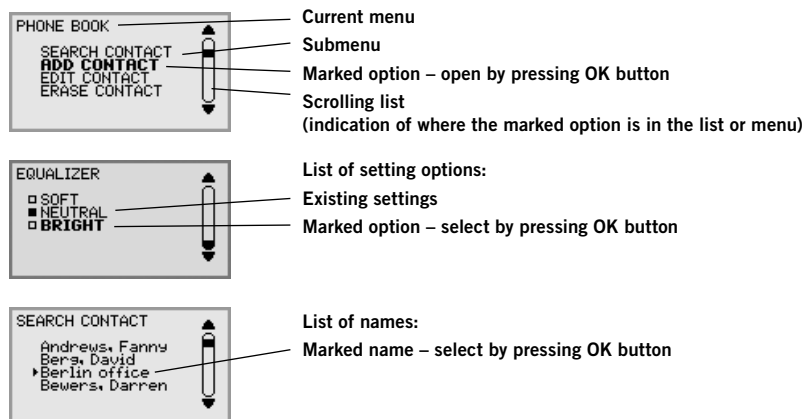 PHONE BOOK
SEARCH CONTACT
ADD CONTACT
EDIT CONTACT
ERASE CONTACT
Current menu
Submenu
Marked option – open by pressing OK button
Scrolling list
(indication of where the marked option is in the list or menu)
EQUALIZER
SOFT
NEUTRAL
BRIGHT
List of setting options:
Existing settings
Marked option – select by pressing OK button
SEARCH CONTACT
Andrews, Fanny
Berg, David
Berlin office
Bewers, Darren
List of names:
Marked name – select by pressing OK button